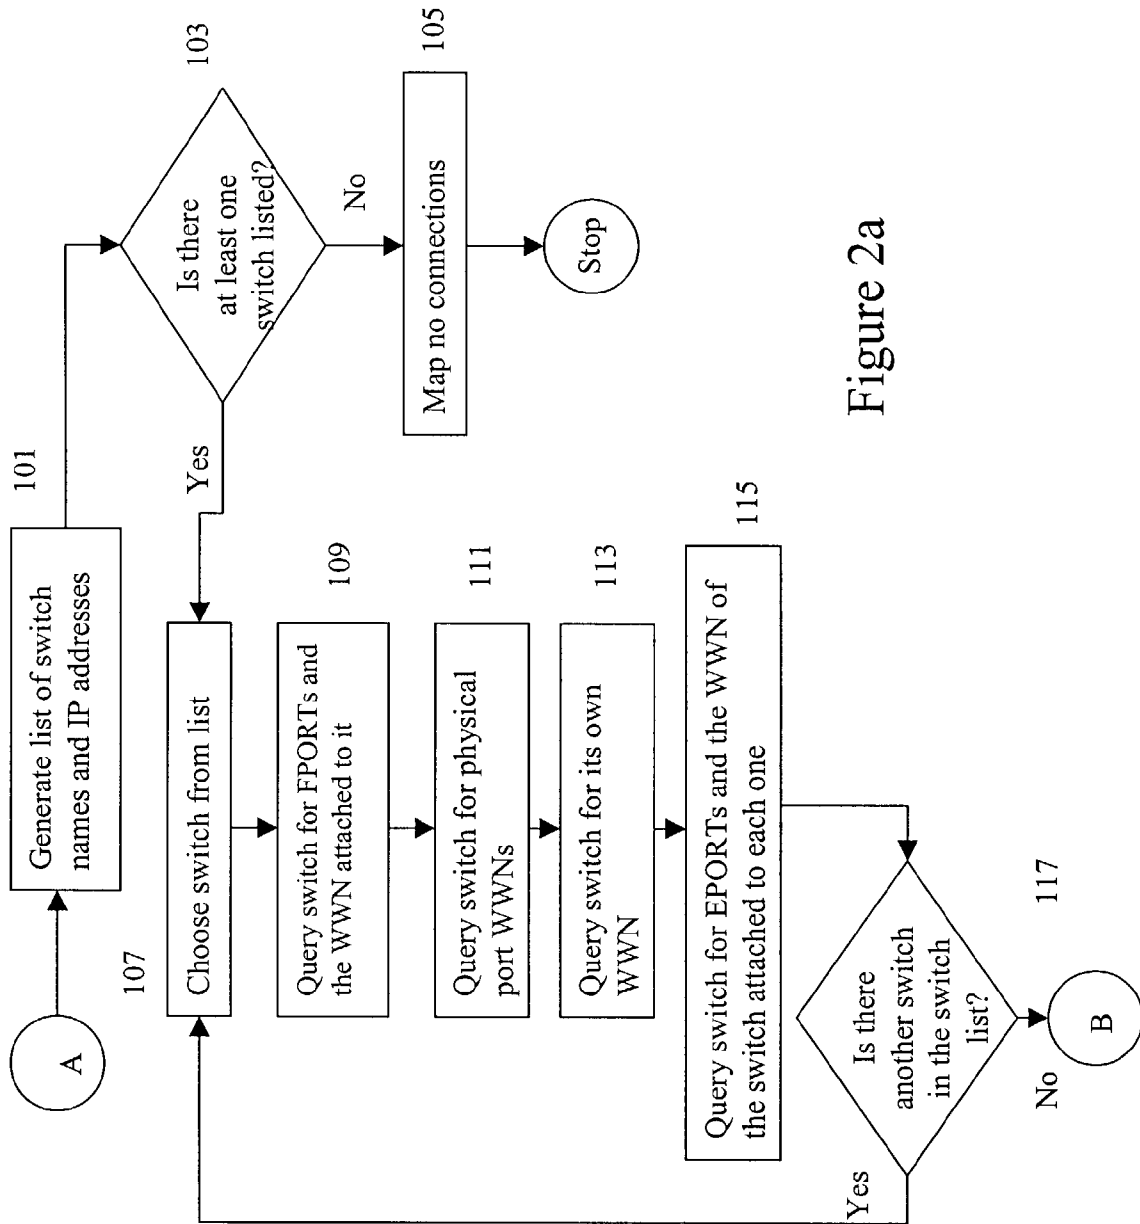 A
Generate list of switch
names and IP addresses
101
Is there
at least one
switch listed?
103
No
Map no connections
105
Stop
Yes
107
Choose switch from list
Query switch for FPORTs and
the WWN attached to it
109
Query switch for physical
port WWNs
111
Query switch for its own
WWN
113
Query switch for EPORTs and the WWN of
the switch attached to each one
115
Is there
another switch
in the switch
list?
117
Yes
No
B
Figure 2a